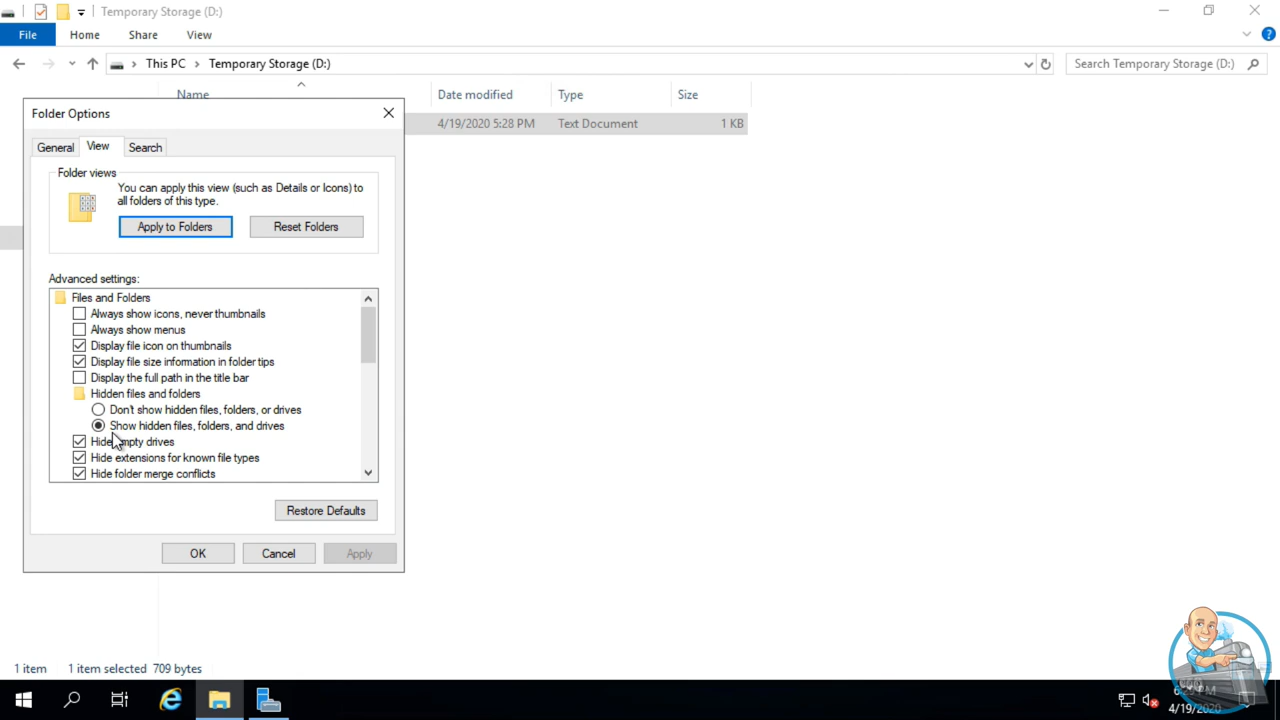 Temporary Storage (D:)
File Home Share View
This PC Temporary Storage (D:) Search Temporary Storage (D:)
Name Date modified Type Size
4/19/2020 5:28 PM Text Document 1 KB
Folder Options
General View Search
Folder views
You can apply this view (such as Details or Icons) to
all folders of this type.
Apply to Folders Reset Folders
Advanced settings:
Files and Folders
Always show icons, never thumbnails
Always show menus
Display file icon on thumbnails
Display file size information in folder tips
Display the full path in the title bar
Hidden files and folders
Don't show hidden files, folders, or drives
Show hidden files, folders, and drives
Hide empty drives
Hide extensions for known file types
Hide folder merge conflicts
Restore Defaults
OK Cancel Apply
1 item 1 item selected 709 bytes
4/19/2020